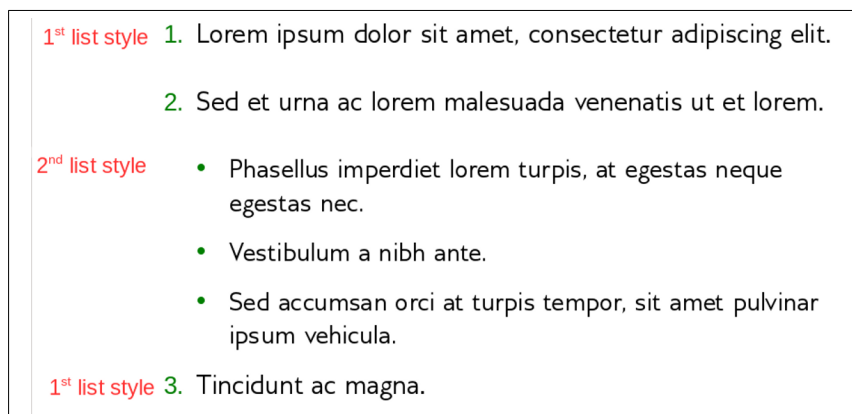 1st list style 1. Lorem ipsum dolor sit amet, consectetur adipiscing elit.
2. Sed et urna ac lorem malesuada venenatis ut et lorem.
2nd list style • Phasellus imperdiet lorem turpis, at egestas neque
egestas nec.
• Vestibulum a nibh ante.
• Sed accumsan orci at turpis tempor, sit amet pulvinar
ipsum vehicula.
1st list style 3. Tincidunt ac magna.